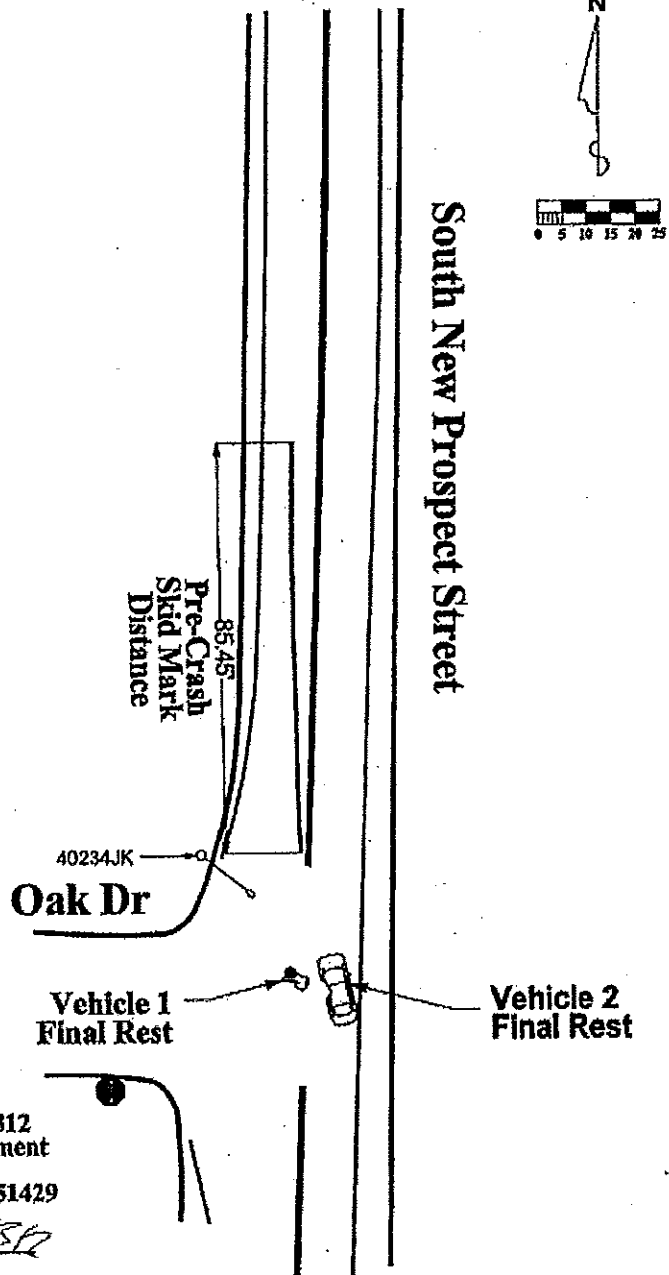 N
0 5 10 15 20 25
South New Prospect Street
85.45'
Pre-Crash
Skid Mark
Distance
40234JK
Oak Dr
Vehicle 1
Final Rest
Vehicle 2
Final Rest
312
ment
51429